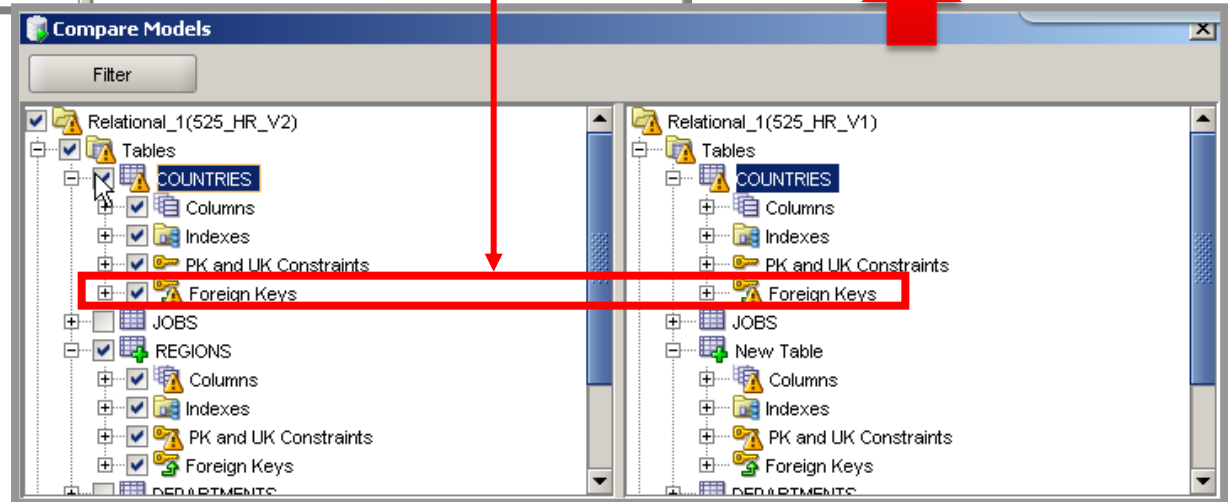 Compare Models
Filter
Relational_1(525_HR_V2)
Tables
COUNTRIES
Columns
Indexes
PK and UK Constraints
Foreign Keys
JOBS
REGIONS
Columns
Indexes
PK and UK Constraints
Foreign Keys
DEPARTMENTS
Relational_1(525_HR_V1)
Tables
COUNTRIES
Columns
Indexes
PK and UK Constraints
Foreign Keys
JOBS
New Table
Columns
Indexes
PK and UK Constraints
Foreign Keys
DEPARTMENTS